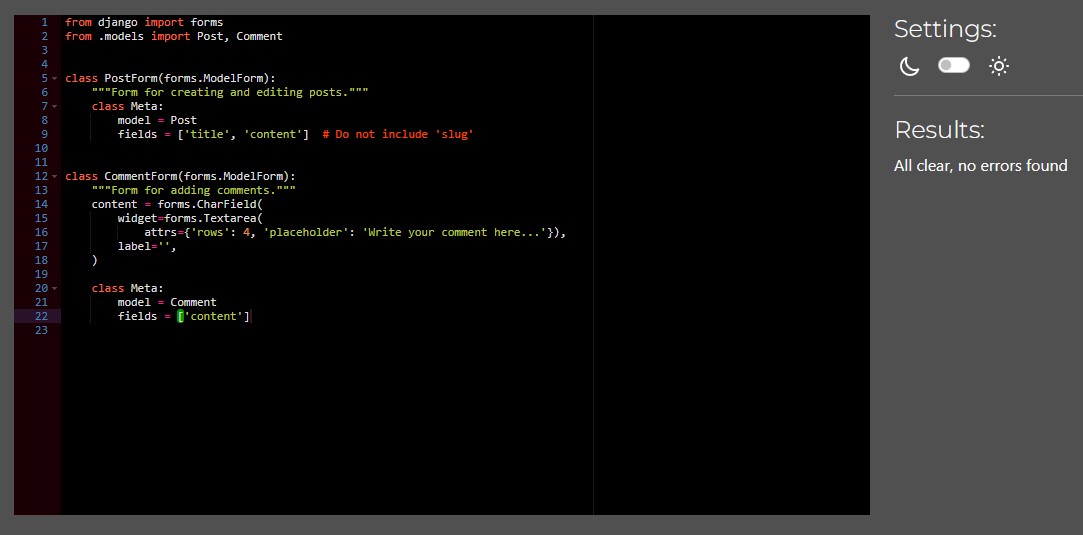 1 from django import forms
2 from .models import Post, Comment
3
4
5 class PostForm(forms.ModelForm):
6     """Form for creating and editing posts."""
7     class Meta:
8         model = Post
9         fields = ['title', 'content']  # Do not include 'slug'
10
11
12 class CommentForm(forms.ModelForm):
13     """Form for adding comments."""
14     content = forms.CharField(
15         widget=forms.Textarea(
16             attrs={'rows': 4, 'placeholder': 'Write your comment here...'}),
17         label='',
18     )
19
20     class Meta:
21         model = Comment
22         fields = ['content']
23
Settings:
Results:
All clear, no errors found